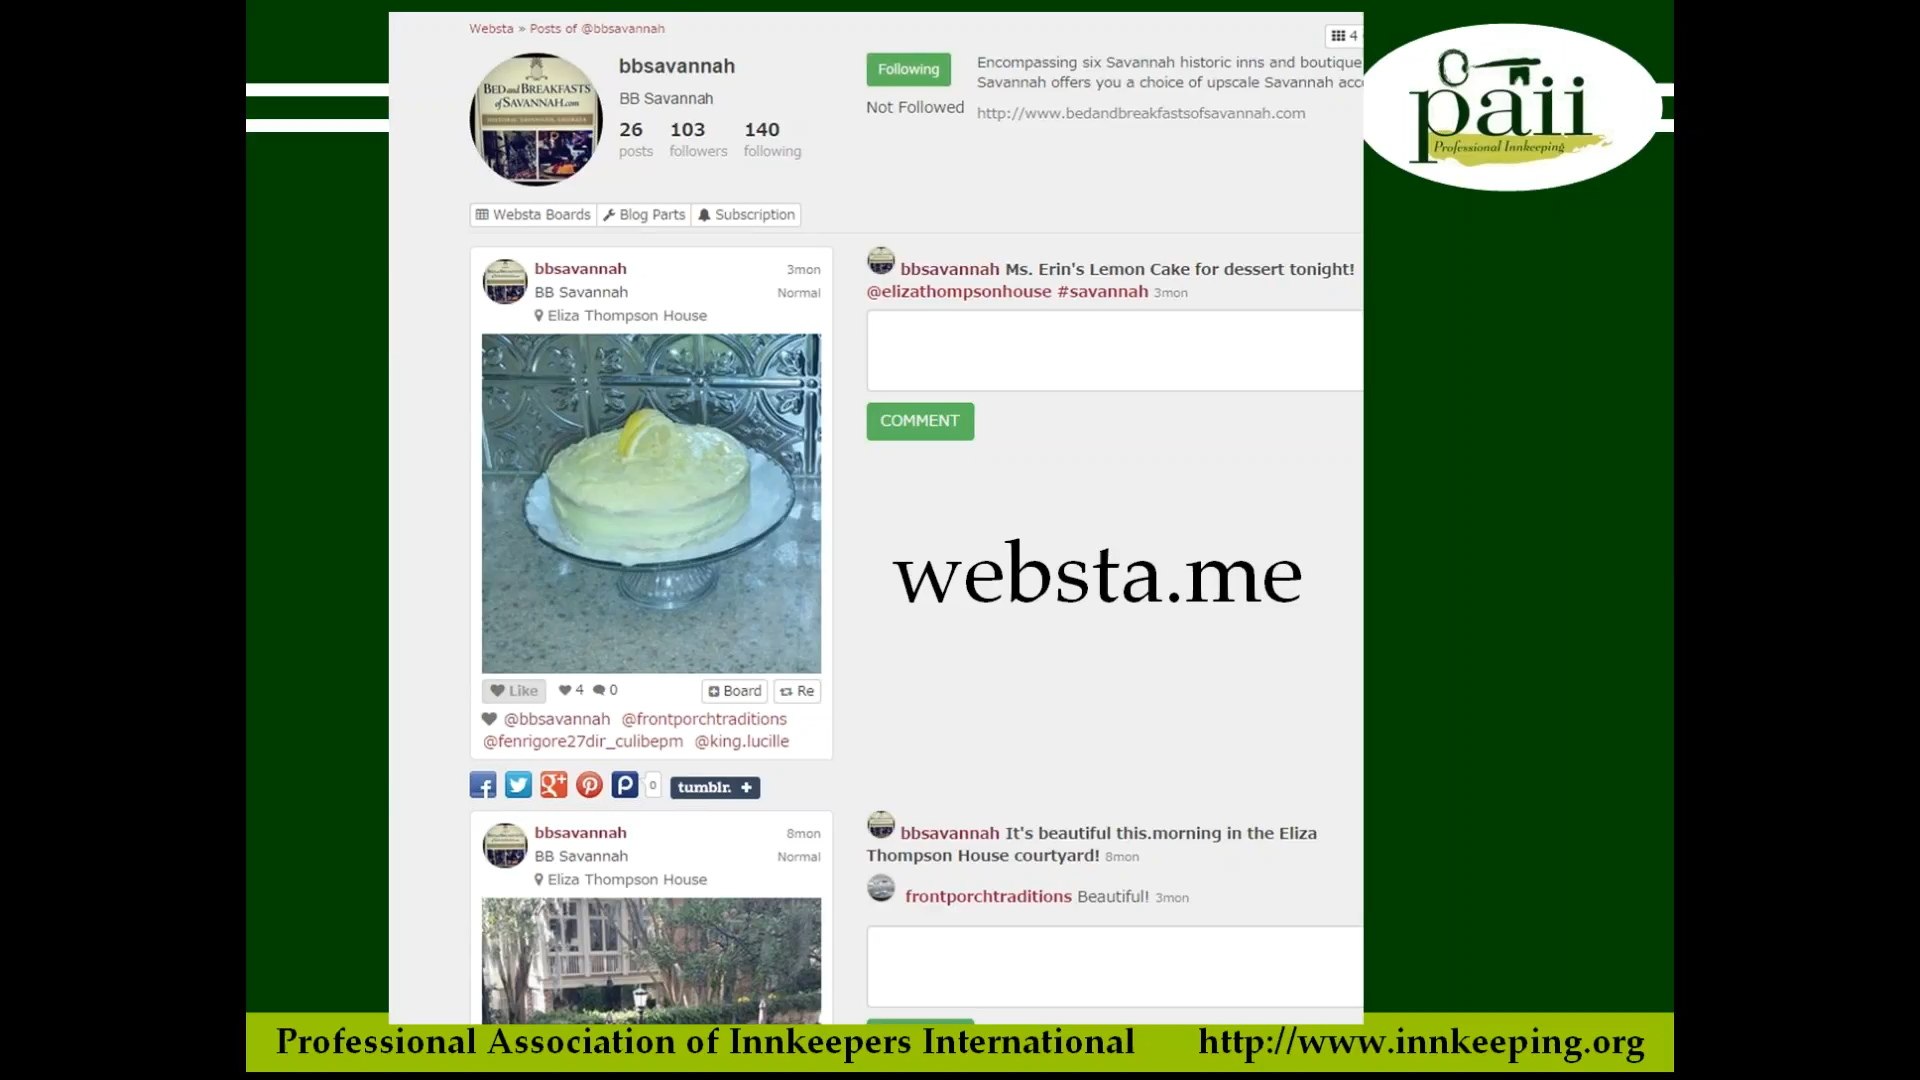 Websta » Posts of @bbsavannah
4
BED and BREAKFASTS
of SAVANNAH.com
bbsavannah
BB Savannah
26 103 140
posts followers following
Following
Not Followed
Encompassing six Savannah historic inns and boutique
Savannah offers you a choice of upscale Savannah acc
http://www.bedandbreakfastsofsavannah.com
paii
Professional Innkeeping
Websta Boards Blog Parts Subscription
bbsavannah 3mon
BB Savannah Normal
Eliza Thompson House
bbsavannah Ms. Erin's Lemon Cake for dessert tonight!
@elizathompsonhouse #savannah 3mon
COMMENT
websta.me
Like 4 0 Board Re
@bbsavannah @frontporchtraditions
@fenrigore27dir_culibepm @king.lucille
0 tumblr. +
bbsavannah 8mon
BB Savannah Normal
Eliza Thompson House
bbsavannah It's beautiful this.morning in the Eliza
Thompson House courtyard! 8mon
frontporchtraditions Beautiful! 3mon
Professional Association of Innkeepers International http://www.innkeeping.org